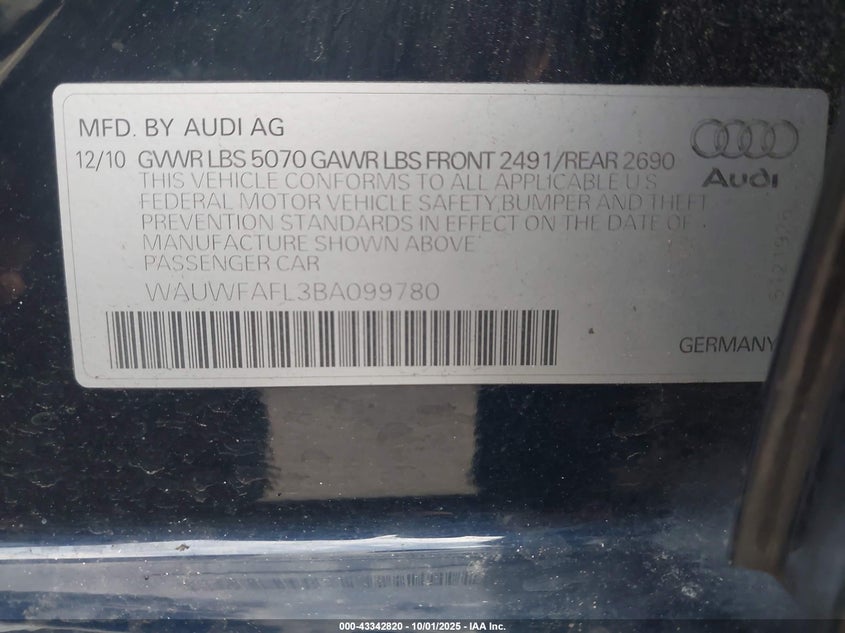 MFD. BY AUDI AG
12/10 GVWR LBS 5070 GAWR LBS FRONT 2491/REAR 2690
THIS VEHICLE CONFORMS TO ALL APPLICABLE U S
FEDERAL MOTOR VEHICLE SAFETY,BUMPER AND THEFT
PREVENTION STANDARDS IN EFFECT ON THE DATE OF
MANUFACTURE SHOWN ABOVE
PASSENGER CAR
WAUWFAFL3BA099780
Audi
GERMANY
000-43342820 - 10/01/2025 - IAA, Inc.